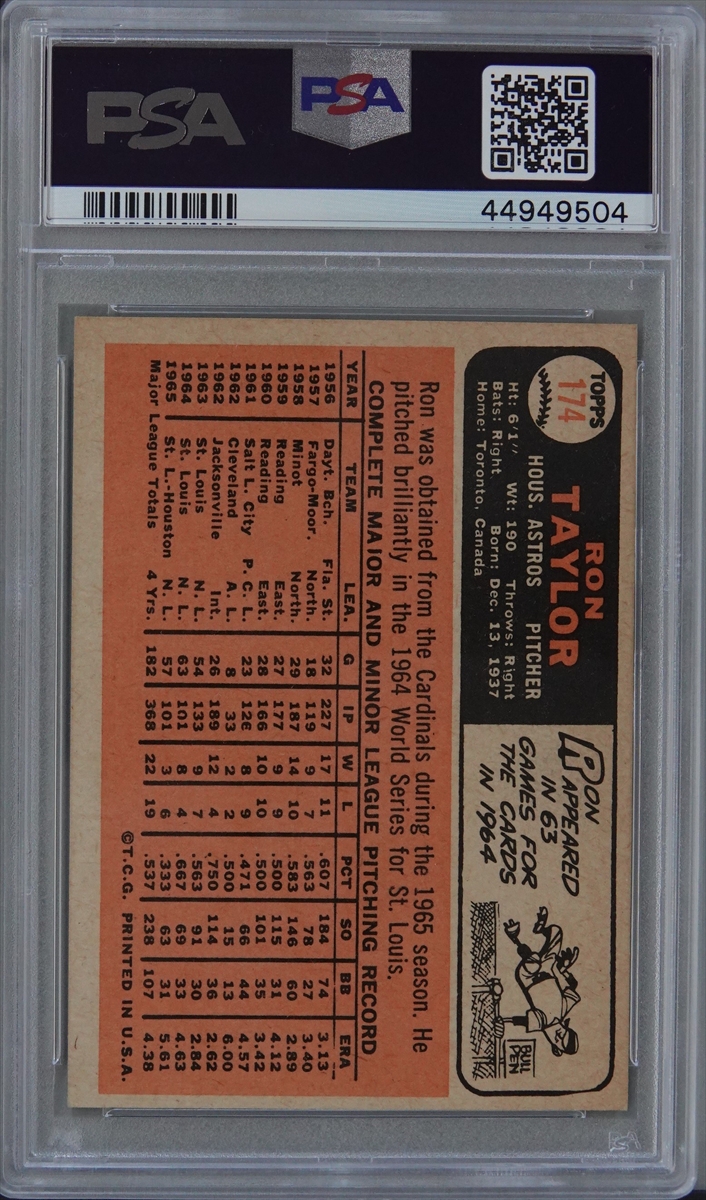 PSA
PSA
44949504
TOPPS
174
RON
TAYLOR
HOUS. ASTROS PITCHER
Ht: 6'1" Wt: 190 Throws: Right
Bats: Right Born: Dec. 13, 1937
Home: Toronto, Canada
RON
APPEARED
IN 63
GAMES FOR
THE CARDS
IN 1964
BULL
PEN
Ron was obtained from the Cardinals during the 1965 season. He
pitched brilliantly in the 1964 World Series for St. Louis.
COMPLETE MAJOR AND MINOR LEAGUE PITCHING RECORD
YEAR TEAM LEA. G IP W L PCT SO BB ERA
1956 Dayt. Bch. Fla. St. 32 227 17 11 .607 184 74 3.13
1957 Fargo-Moor. North. 18 119 9 7 .563 78 27 3.40
1958 Minot North. 29 187 14 10 .583 146 60 2.89
1959 Reading East. 27 177 9 9 .500 115 31 4.12
1960 Reading East. 28 166 10 10 .500 101 35 3.42
1961 Salt L. City P. C. L. 23 126 8 9 .471 66 44 4.57
1962 Cleveland A. L. 8 33 2 2 .500 15 13 6.00
1962 Jacksonville Int. 26 189 12 4 .750 114 36 2.62
1963 St. Louis N. L. 54 133 9 7 .563 91 30 2.84
1964 St. Louis N. L. 63 101 8 4 .667 69 33 4.63
1965 St. L.-Houston N. L. 57 101 3 6 .333 63 31 5.61
Major League Totals 4 Yrs. 182 368 22 19 .537 238 107 4.38
©T.C.G. PRINTED IN U.S.A.